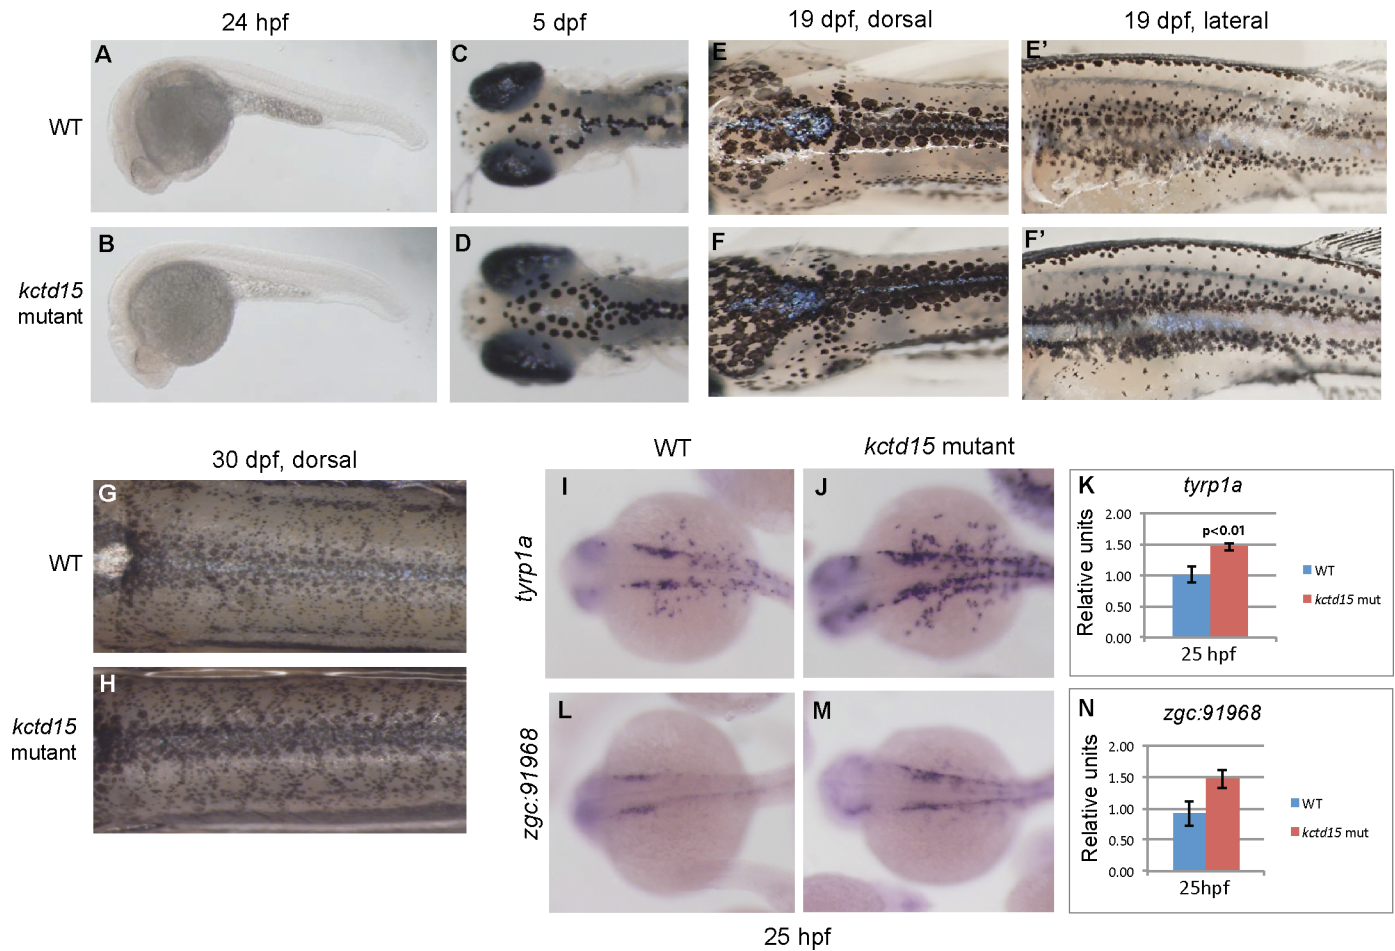 24 hpf
5 dpf
19 dpf, dorsal
19 dpf, lateral
WT
A
C
E
E’
kctd15
mutant
B
D
F
F’
30 dpf, dorsal
WT
kctd15 mutant
WT
G
kctd15
mutant
H
tyrp1a
I
J
K
tyrp1a
Relative units
2.00
1.50
1.00
0.50
0.00
p<0.01
WT
kctd15 mut
25 hpf
zgc:91968
L
M
N
zgc:91968
Relative units
2.00
1.50
1.00
0.50
0.00
WT
kctd15 mut
25hpf
25 hpf